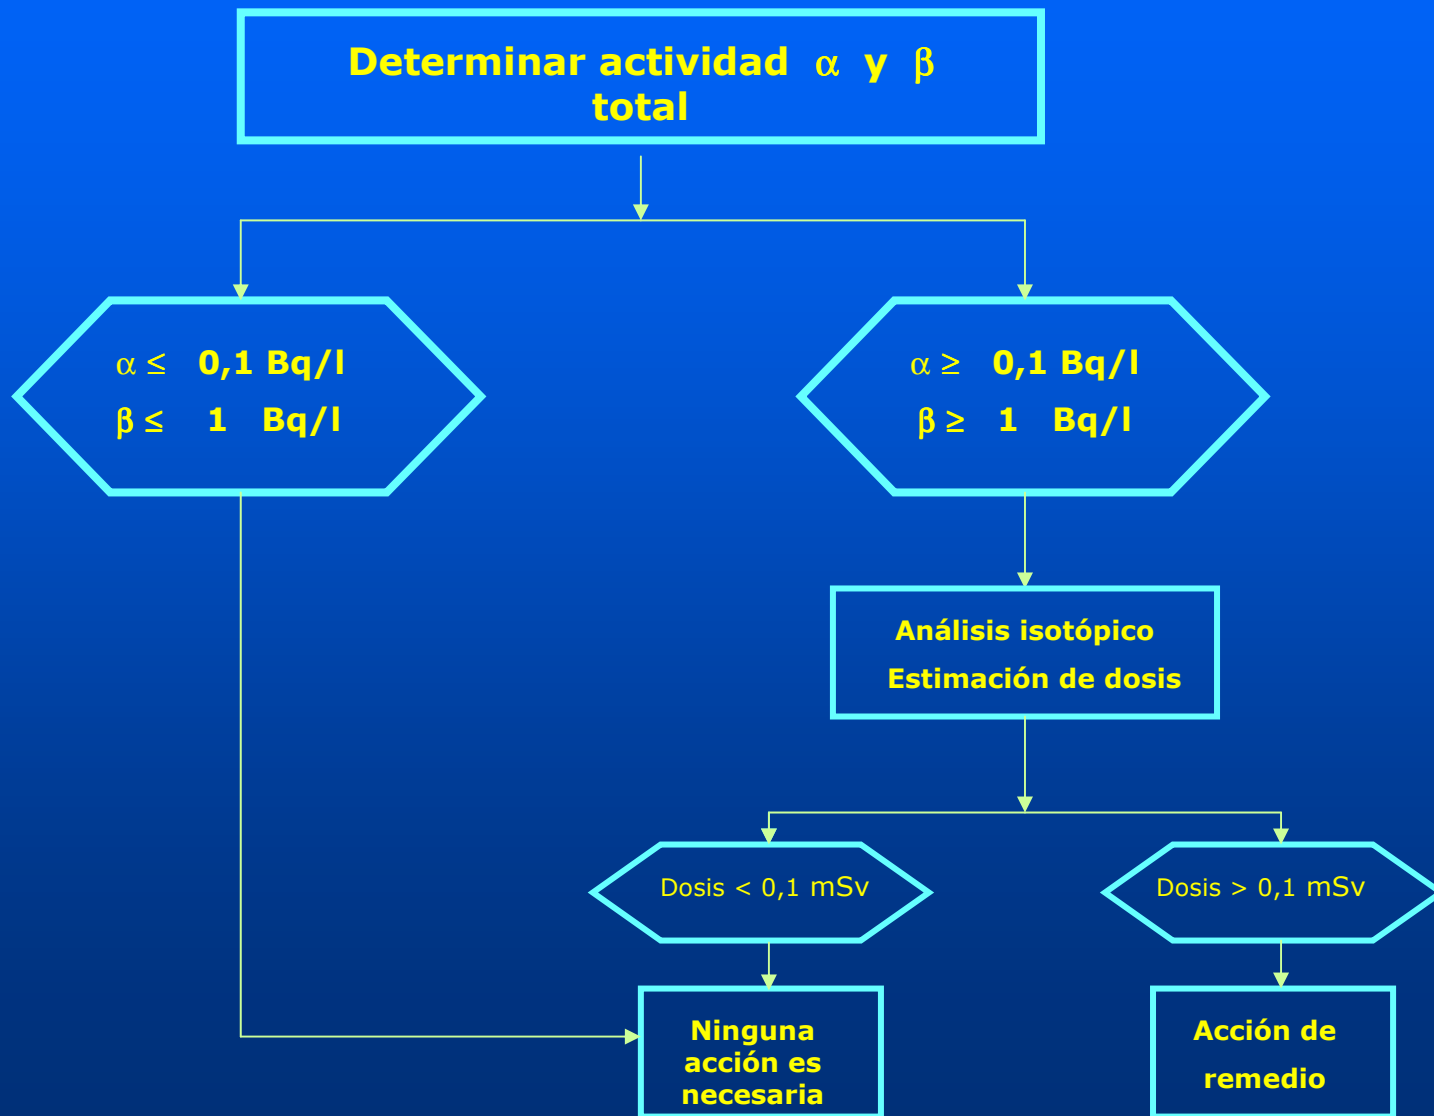 Determinar actividad α y β
total
α ≤ 0,1 Bq/l
β ≤ 1 Bq/l
α ≥ 0,1 Bq/l
β ≥ 1 Bq/l
Análisis isotópico
Estimación de dosis
Dosis < 0,1 mSv
Dosis > 0,1 mSv
Ninguna
acción es
necesaria
Acción de
remedio